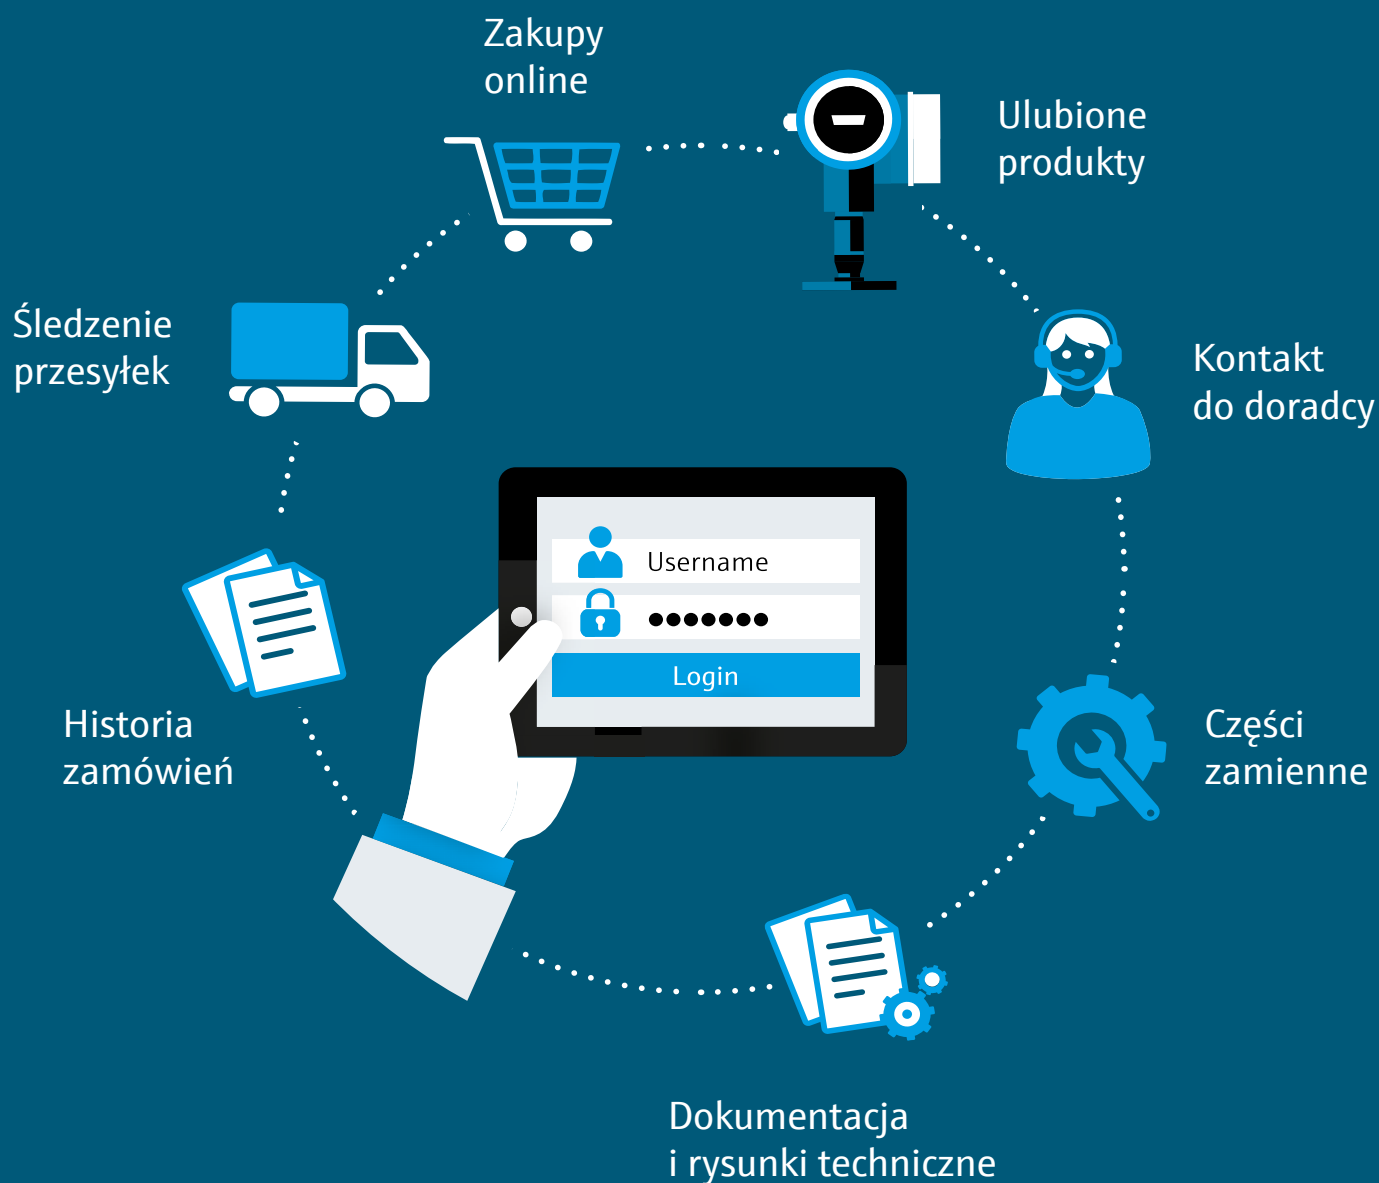 Zakupy
online
Ulubione
produkty
Śledzenie
przesyłek
Kontakt
do doradcy
Username
●●●●●●●
Login
Historia
zamówień
Części
zamienne
Dokumentacja
i rysunki techniczne